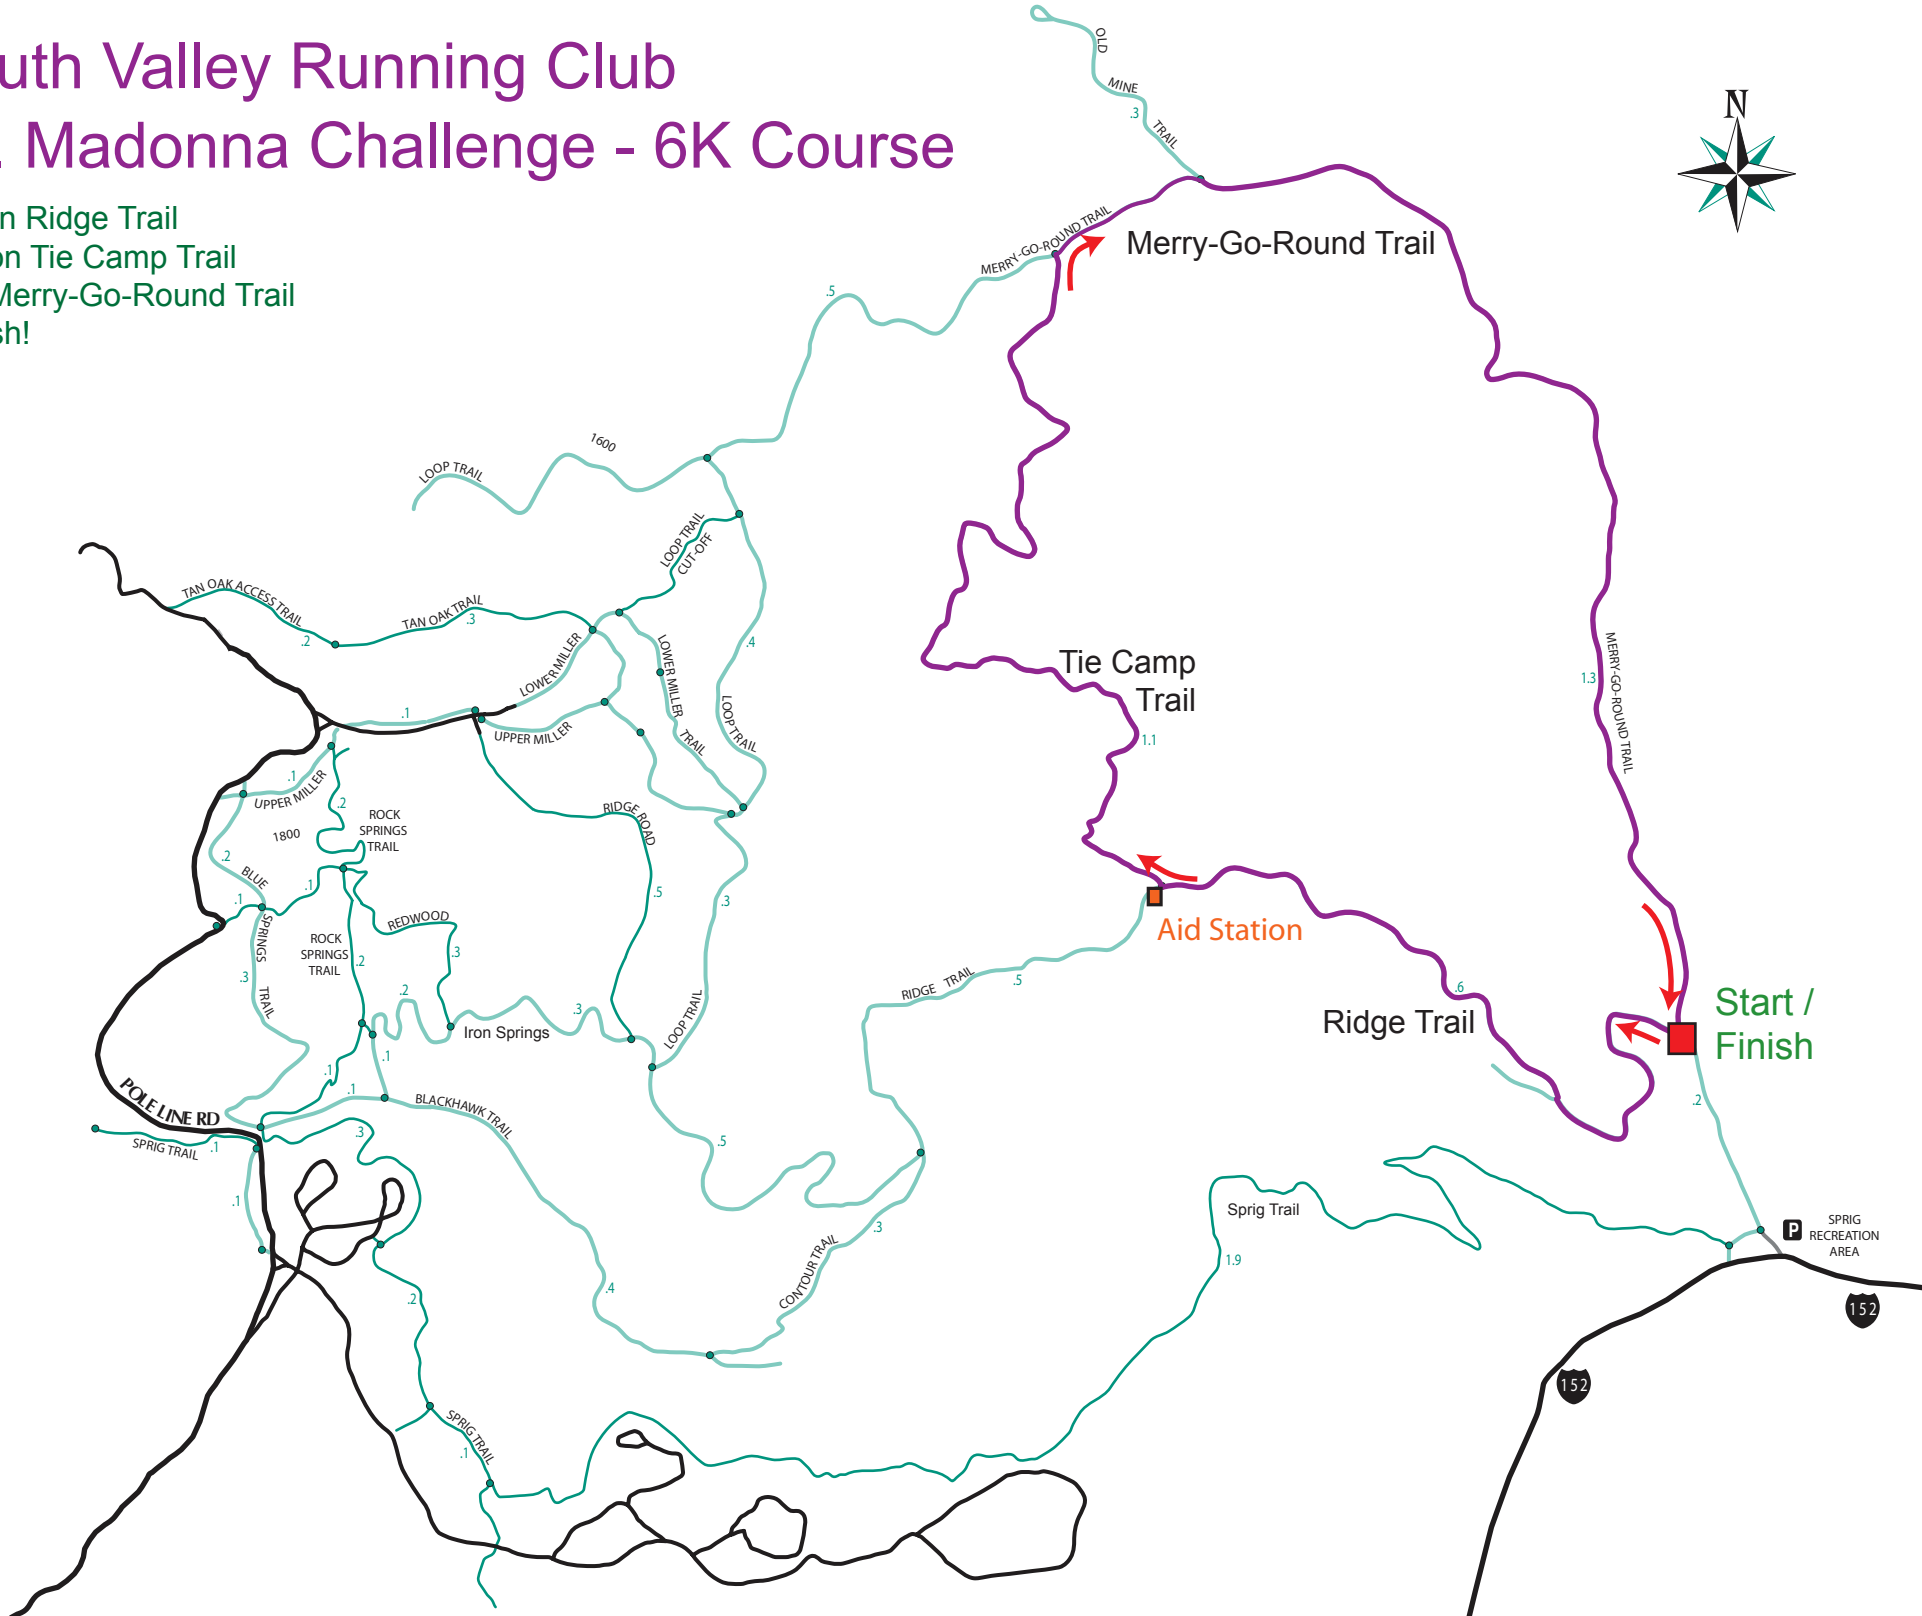 uth Valley Running Club
. Madonna Challenge - 6K Course
n Ridge Trail
on Tie Camp Trail
Merry-Go-Round Trail
sh!
N
OLD
MINE
.3
TRAIL
MERRY-GO-ROUND TRAIL
Merry-Go-Round Trail
.5
1600
LOOP TRAIL
LOOP TRAIL
CUT-OFF
TAN OAK ACCESS TRAIL
.2
TAN OAK TRAIL
.3
LOWER MILLER
LOWER MILLER
TRAIL
.4
LOOP TRAIL
Tie Camp
Trail
1.1
1.3
MERRY-GO-ROUND TRAIL
.1
UPPER MILLER
.1
UPPER MILLER
.2
1800
ROCK
SPRINGS
TRAIL
RIDGE ROAD
.5
.2
BLUE
SPRINGS
TRAIL
.1
.1
.3
REDWOOD
.3
ROCK
SPRINGS
TRAIL
.2
.2
Iron Springs
.3
.3
LOOP TRAIL
Aid Station
RIDGE TRAIL
.5
.6
Ridge Trail
Start /
Finish
.2
.1
.1
.1
BLACKHAWK TRAIL
POLE LINE RD
SPRIG TRAIL
.1
.3
.1
.5
.3
CONTOUR TRAIL
.4
.2
Sprig Trail
1.9
P
SPRIG
RECREATION
AREA
152
152
SPRIG TRAIL
.1